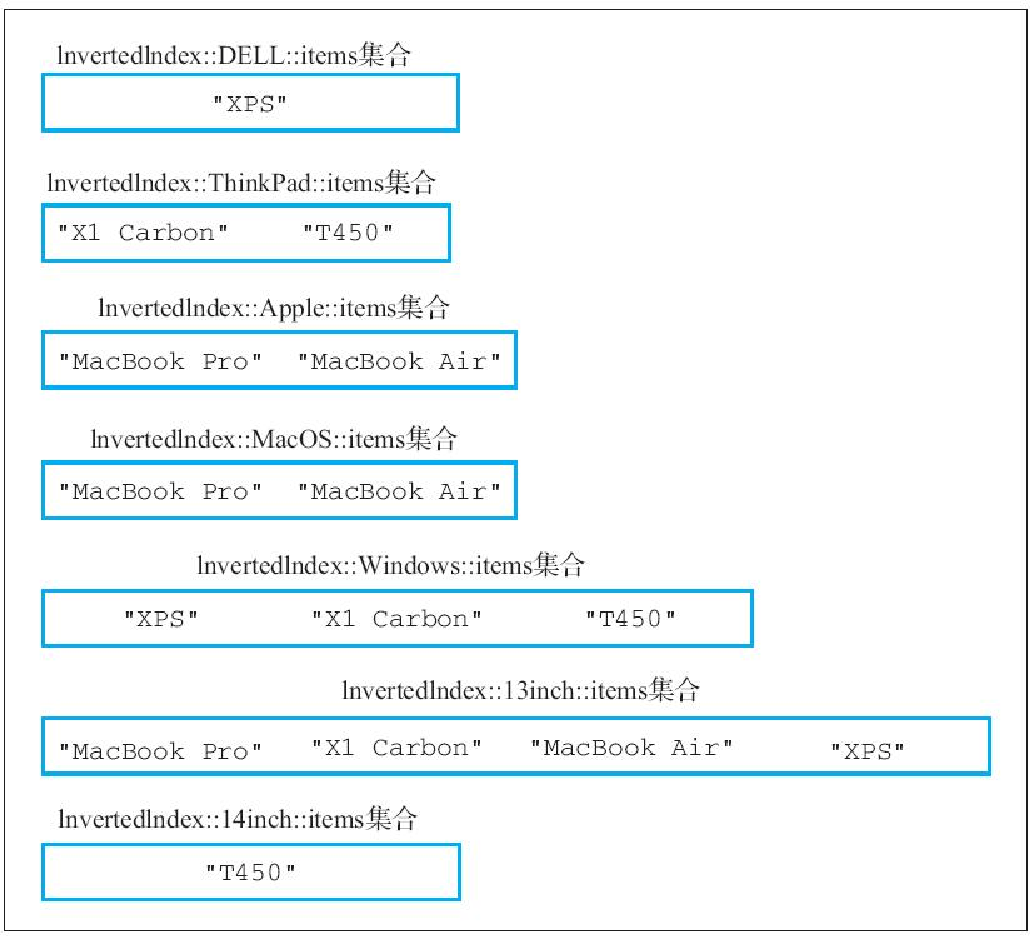 InvertedIndex::DELL::items集合
"XPS"
InvertedIndex::ThinkPad::items集合
"X1 Carbon" "T450"
InvertedIndex::Apple::items集合
"MacBook Pro" "MacBook Air"
InvertedIndex::MacOS::items集合
"MacBook Pro" "MacBook Air"
InvertedIndex::Windows::items集合
"XPS" "X1 Carbon" "T450"
InvertedIndex::13inch::items集合
"MacBook Pro" "X1 Carbon" "MacBook Air" "XPS"
InvertedIndex::14inch::items集合
"T450"